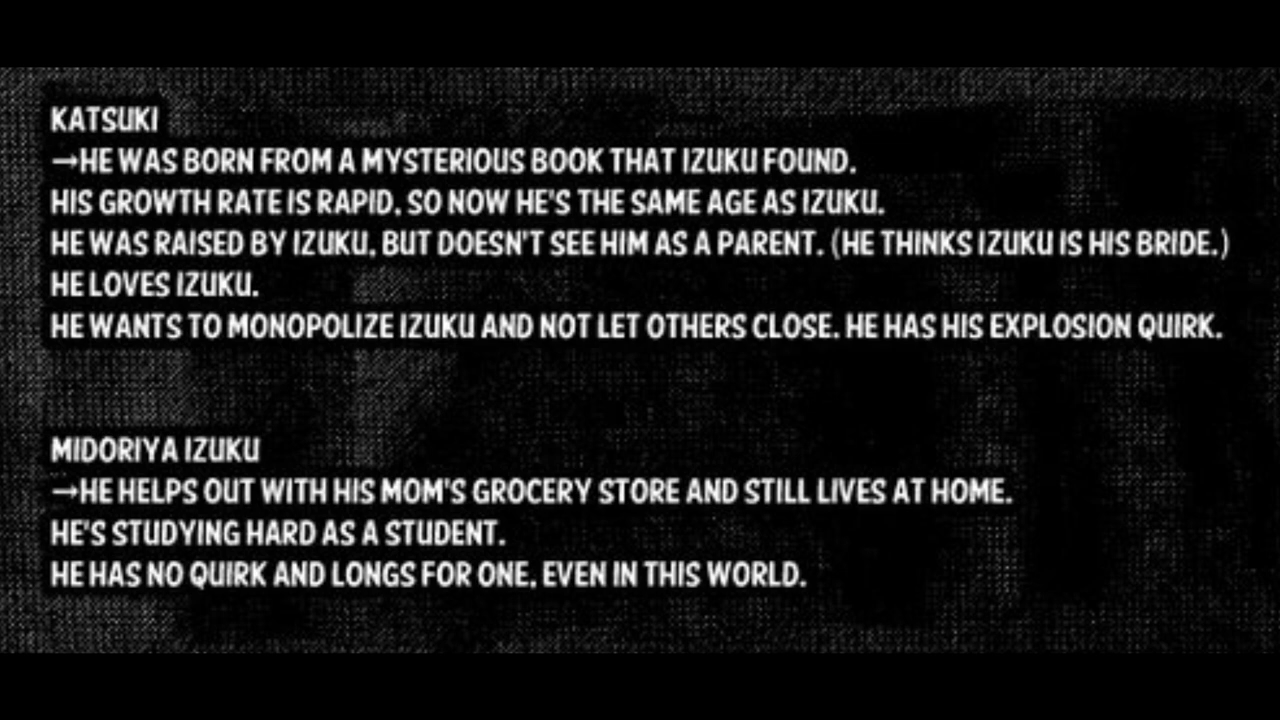 KATSUKI
→HE WAS BORN FROM A MYSTERIOUS BOOK THAT IZUKU FOUND.
HIS GROWTH RATE IS RAPID, SO NOW HE'S THE SAME AGE AS IZUKU.
HE WAS RAISED BY IZUKU, BUT DOESN'T SEE HIM AS A PARENT. (HE THINKS IZUKU IS HIS BRIDE.)
HE LOVES IZUKU.
HE WANTS TO MONOPOLIZE IZUKU AND NOT LET OTHERS CLOSE. HE HAS HIS EXPLOSION QUIRK.
MIDORIYA IZUKU
→HE HELPS OUT WITH HIS MOM'S GROCERY STORE AND STILL LIVES AT HOME.
HE'S STUDYING HARD AS A STUDENT.
HE HAS NO QUIRK AND LONGS FOR ONE, EVEN IN THIS WORLD.